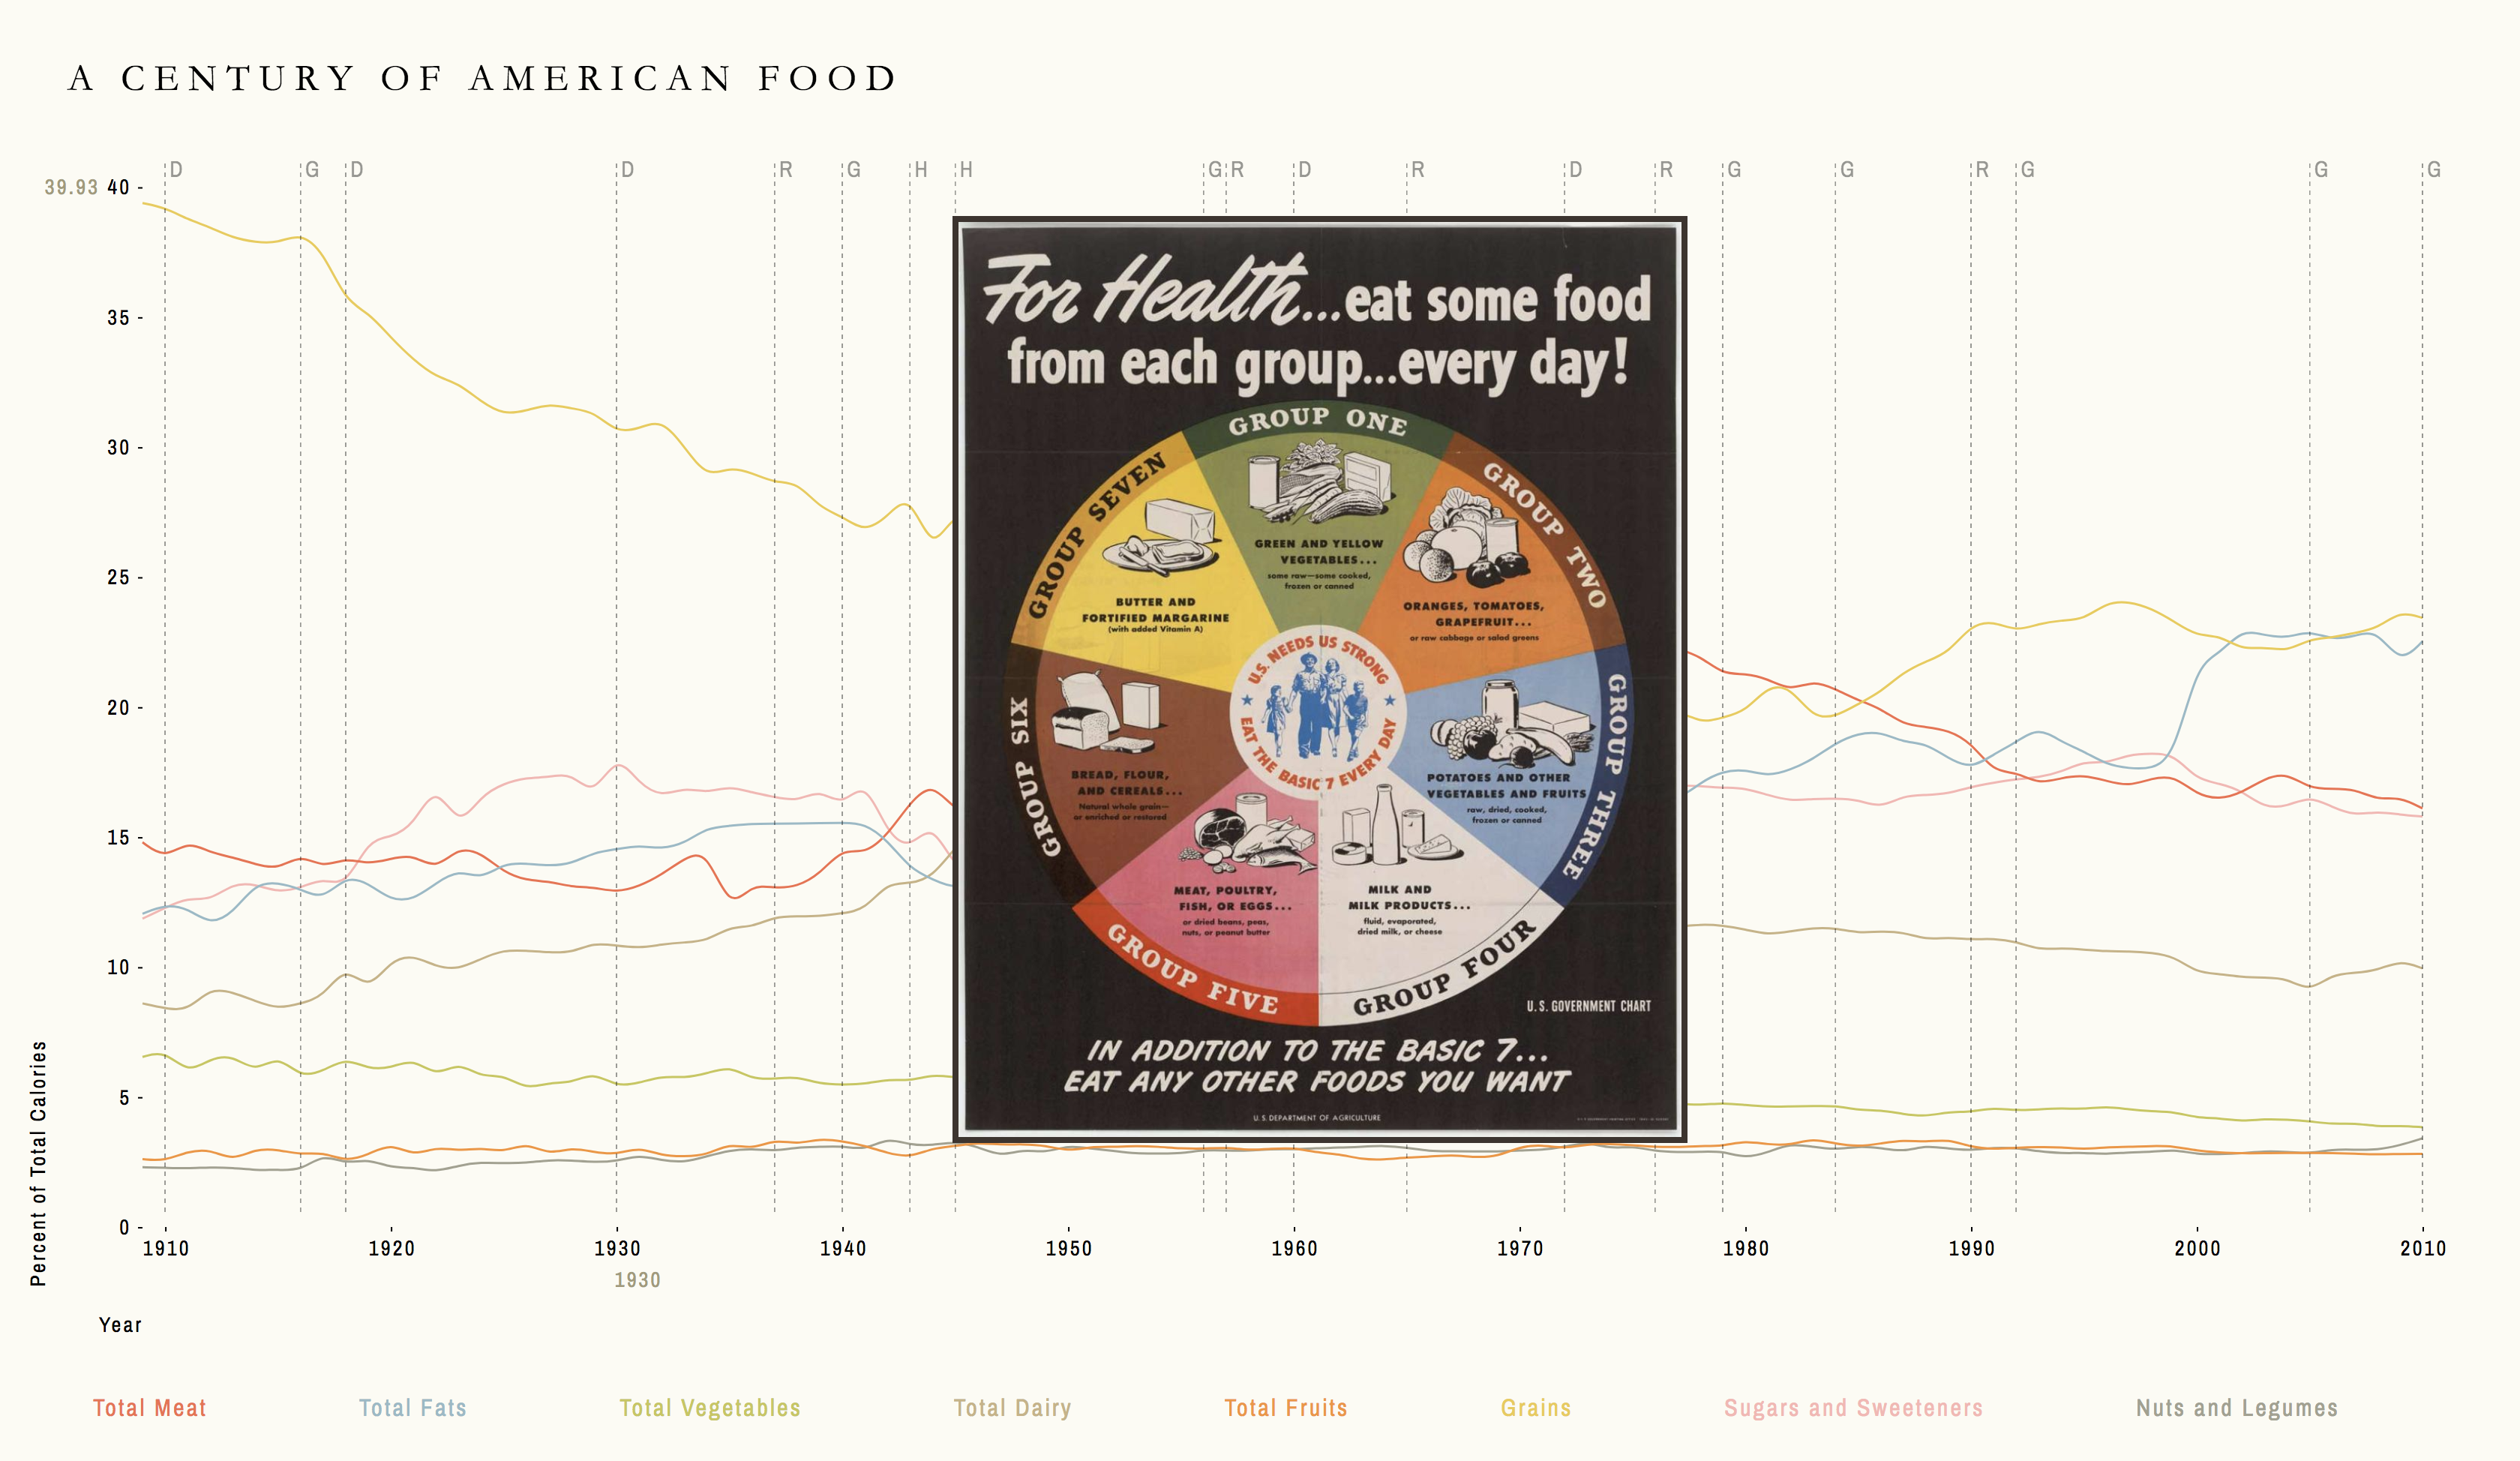 A CENTURY OF AMERICAN FOOD
D G D D R G H H G R D R D R G G R G G G
39.93 40 -
35 -
30 -
25 -
20 -
15 -
10 -
5 -
0 -
Percent of Total Calories
1910 1920 1930 1940 1950 1960 1970 1980 1990 2000 2010
1930
Year
For Health...eat some food
from each group...every day!
GROUP ONE
GREEN AND YELLOW
VEGETABLES...
some raw—some cooked,
frozen or canned
GROUP TWO
ORANGES, TOMATOES,
GRAPEFRUIT...
or raw cabbage or salad greens
GROUP THREE
POTATOES AND OTHER
VEGETABLES AND FRUITS
raw, dried, cooked,
frozen or canned
GROUP FOUR
MILK AND
MILK PRODUCTS...
fluid, evaporated,
dried milk, or cheese
GROUP FIVE
MEAT, POULTRY,
FISH, OR EGGS...
or dried beans, peas,
nuts, or peanut butter
GROUP SIX
BREAD, FLOUR,
AND CEREALS...
Natural whole grain—
or enriched or restored
GROUP SEVEN
BUTTER AND
FORTIFIED MARGARINE
(with added Vitamin A)
U.S. NEEDS US STRONG
EAT THE BASIC 7 EVERY DAY
U.S. GOVERNMENT CHART
IN ADDITION TO THE BASIC 7...
EAT ANY OTHER FOODS YOU WANT
U.S. DEPARTMENT OF AGRICULTURE
Total Meat Total Fats Total Vegetables Total Dairy Total Fruits Grains Sugars and Sweeteners Nuts and Legumes